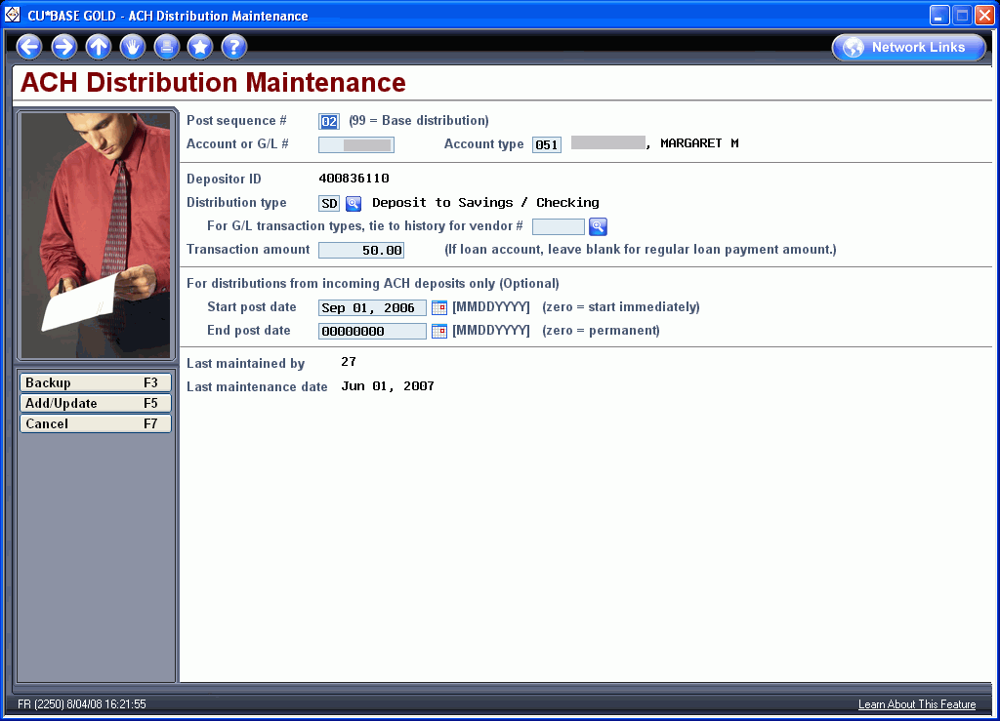 CU*BASE GOLD - ACH Distribution Maintenance
Network Links
ACH Distribution Maintenance
Post sequence # 02 (99 = Base distribution)
Account or G/L # Account type 051 , MARGARET M
Depositor ID 400836110
Distribution type SD Deposit to Savings / Checking
For G/L transaction types, tie to history for vendor #
Transaction amount 50.00 (If loan account, leave blank for regular loan payment amount.)
For distributions from incoming ACH deposits only (Optional)
Start post date Sep 01, 2006 [MMDDYYYY] (zero = start immediately)
End post date 00000000 [MMDDYYYY] (zero = permanent)
Last maintained by 27
Last maintenance date Jun 01, 2007
Backup F3
Add/Update F5
Cancel F7
FR (2250) 8/04/08 16:21:55 Learn About This Feature